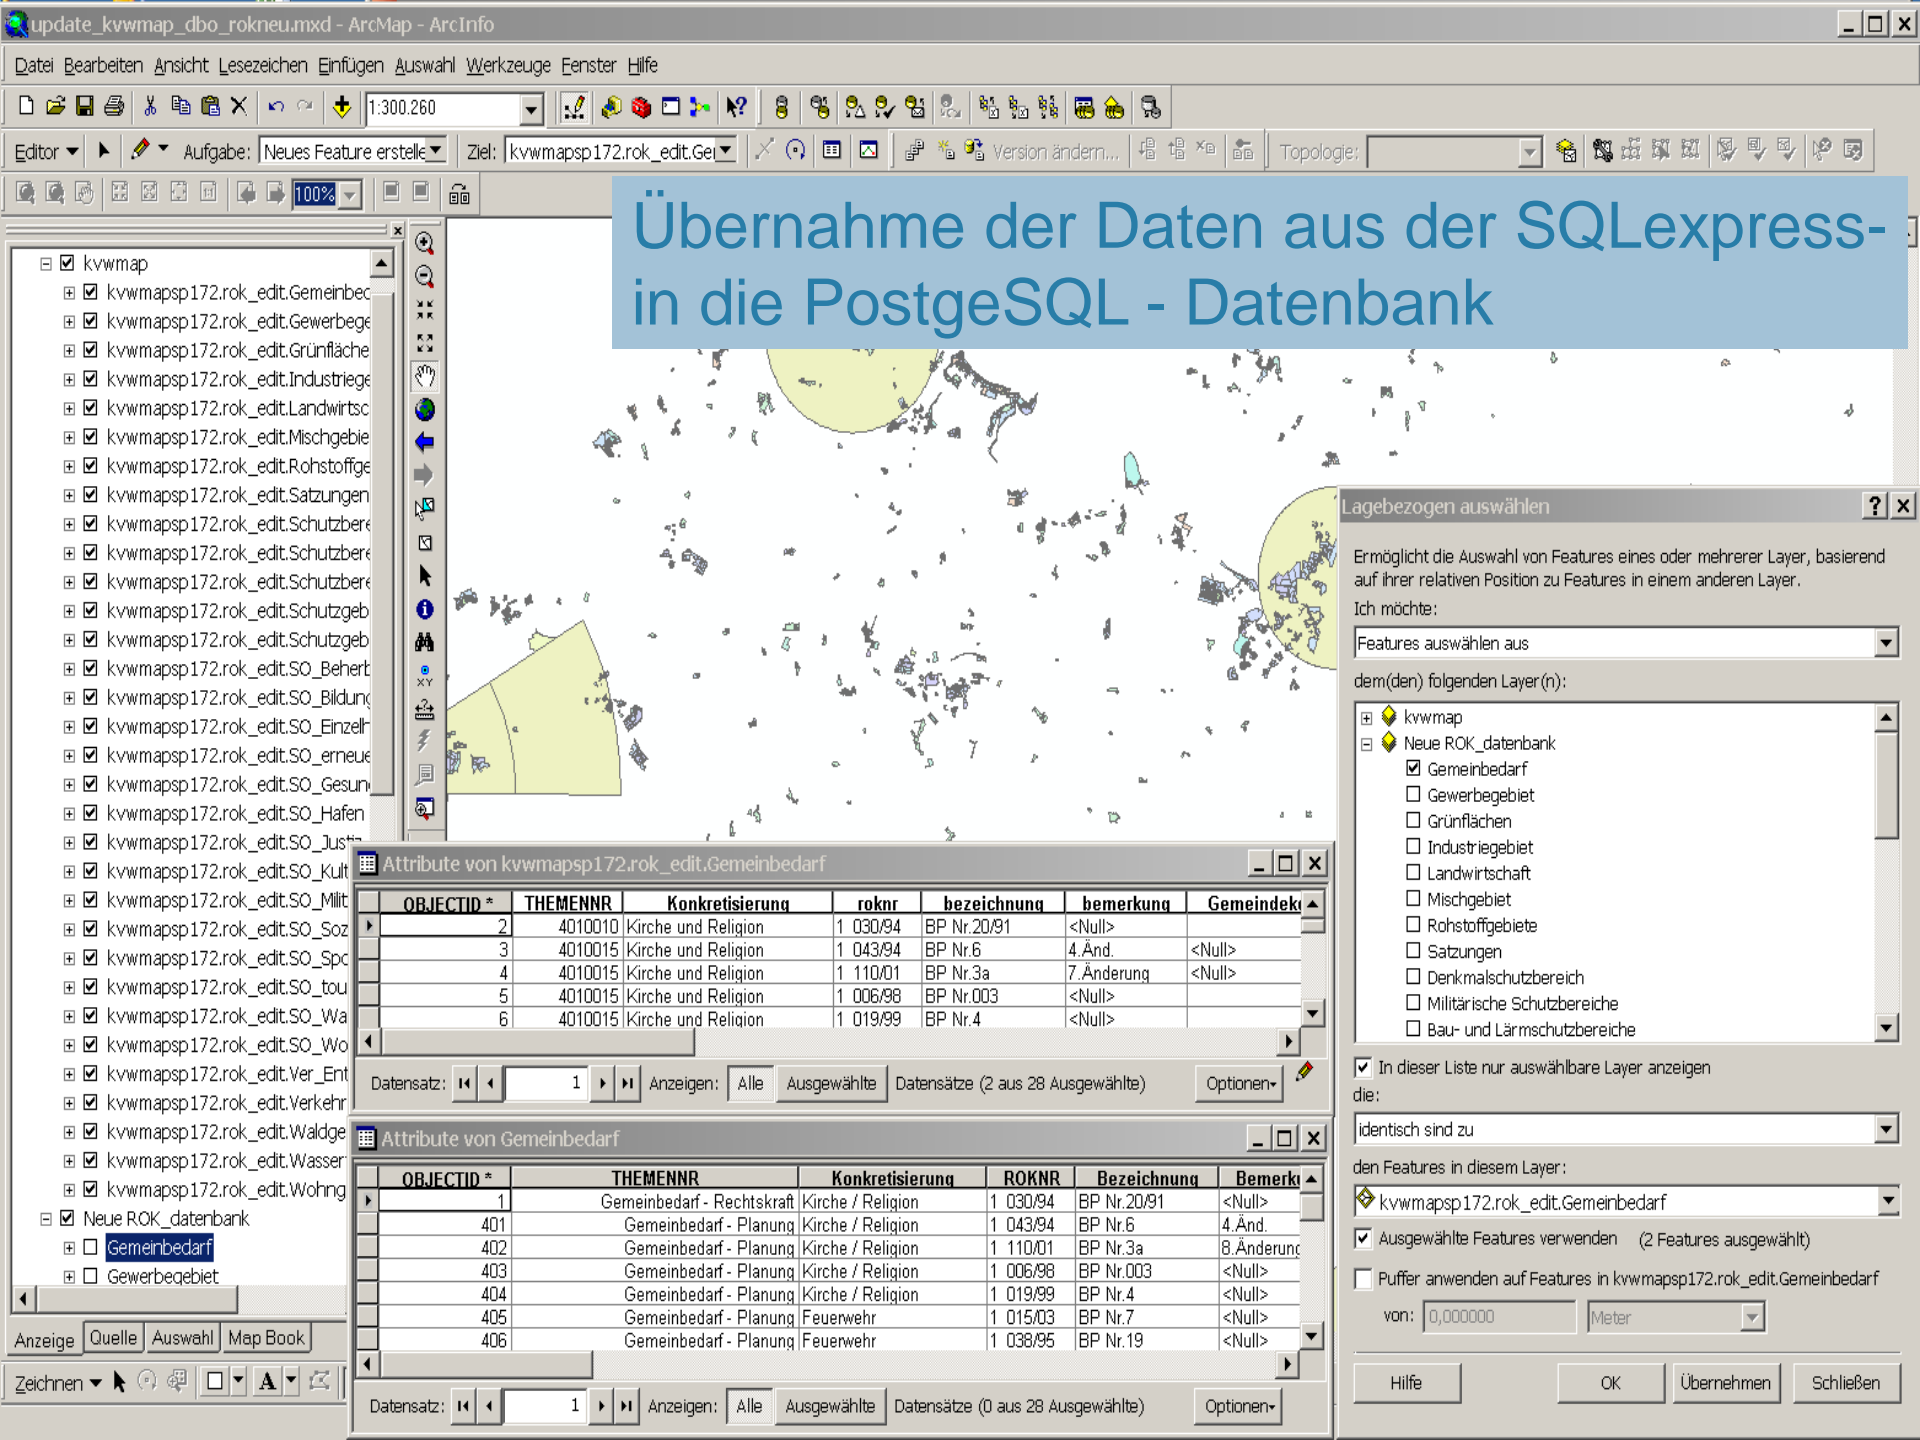 update_kvwmap_dbo_rokneu.mxd - ArcMap - ArcInfo
Datei Bearbeiten Ansicht Lesezeichen Einfügen Auswahl Werkzeuge Fenster Hilfe
1:300.260
Editor Aufgabe: Neues Feature erstelle Ziel: kvwmapsp172.rok_edit.Ge Version ändern... Topologie:
100%
Übernahme der Daten aus der SQLexpress-
in die PostgeSQL - Datenbank
kvwmap
kvwmapsp172.rok_edit.Gemeinbec
kvwmapsp172.rok_edit.Gewerbege
kvwmapsp172.rok_edit.Grünfläche
kvwmapsp172.rok_edit.Industriege
kvwmapsp172.rok_edit.Landwirtsc
kvwmapsp172.rok_edit.Mischgebie
kvwmapsp172.rok_edit.Rohstoffge
kvwmapsp172.rok_edit.Satzungen
kvwmapsp172.rok_edit.Schutzbere
kvwmapsp172.rok_edit.Schutzbere
kvwmapsp172.rok_edit.Schutzbere
kvwmapsp172.rok_edit.Schutzgeb
kvwmapsp172.rok_edit.Schutzgeb
kvwmapsp172.rok_edit.SO_Beherb
kvwmapsp172.rok_edit.SO_Bildung
kvwmapsp172.rok_edit.SO_Einzelh
kvwmapsp172.rok_edit.SO_erneue
kvwmapsp172.rok_edit.SO_Gesun
kvwmapsp172.rok_edit.SO_Hafen
kvwmapsp172.rok_edit.SO_Justiz
kvwmapsp172.rok_edit.SO_Kult
kvwmapsp172.rok_edit.SO_Milit
kvwmapsp172.rok_edit.SO_Soz
kvwmapsp172.rok_edit.SO_Spo
kvwmapsp172.rok_edit.SO_tou
kvwmapsp172.rok_edit.SO_Wa
kvwmapsp172.rok_edit.SO_Wo
kvwmapsp172.rok_edit.Ver_Ent
kvwmapsp172.rok_edit.Verkehr
kvwmapsp172.rok_edit.Waldge
kvwmapsp172.rok_edit.Wasser
kvwmapsp172.rok_edit.Wohng
Neue ROK_datenbank
Gemeinbedarf
Gewerbegebiet
Anzeige Quelle Auswahl Map Book
Zeichnen A
Attribute von kvwmapsp172.rok_edit.Gemeinbedarf
OBJECTID * THEMENNR Konkretisierung roknr bezeichnung bemerkung Gemeindek
2 4010010 Kirche und Religion 1 030/94 BP Nr.20/91 <Null>
3 4010015 Kirche und Religion 1 043/94 BP Nr.6 4.Änd. <Null>
4 4010015 Kirche und Religion 1 110/01 BP Nr.3a 7.Änderung <Null>
5 4010015 Kirche und Religion 1 006/98 BP Nr.003 <Null>
6 4010015 Kirche und Religion 1 019/99 BP Nr.4 <Null>
Datensatz: 1 Anzeigen: Alle Ausgewählte Datensätze (2 aus 28 Ausgewählte) Optionen
Attribute von Gemeinbedarf
OBJECTID * THEMENNR Konkretisierung ROKNR Bezeichnung Bemerku
1 Gemeinbedarf - Rechtskraft Kirche / Religion 1 030/94 BP Nr.20/91 <Null>
401 Gemeinbedarf - Planung Kirche / Religion 1 043/94 BP Nr.6 4.Änd.
402 Gemeinbedarf - Planung Kirche / Religion 1 110/01 BP Nr.3a 8.Änderung
403 Gemeinbedarf - Planung Kirche / Religion 1 006/98 BP Nr.003 <Null>
404 Gemeinbedarf - Planung Kirche / Religion 1 019/99 BP Nr.4 <Null>
405 Gemeinbedarf - Planung Feuerwehr 1 015/03 BP Nr.7 <Null>
406 Gemeinbedarf - Planung Feuerwehr 1 038/95 BP Nr.19 <Null>
Datensatz: 1 Anzeigen: Alle Ausgewählte Datensätze (0 aus 28 Ausgewählte) Optionen
Lagebezogen auswählen
Ermöglicht die Auswahl von Features eines oder mehrerer Layer, basierend
auf ihrer relativen Position zu Features in einem anderen Layer.
Ich möchte:
Features auswählen aus
dem(den) folgenden Layer(n):
kvwmap
Neue ROK_datenbank
Gemeinbedarf
Gewerbegebiet
Grünflächen
Industriegebiet
Landwirtschaft
Mischgebiet
Rohstoffgebiete
Satzungen
Denkmalschutzbereich
Militärische Schutzbereiche
Bau- und Lärmschutzbereiche
In dieser Liste nur auswählbare Layer anzeigen
die:
identisch sind zu
den Features in diesem Layer:
kvwmapsp172.rok_edit.Gemeinbedarf
Ausgewählte Features verwenden (2 Features ausgewählt)
Puffer anwenden auf Features in kvwmapsp172.rok_edit.Gemeinbedarf
von: 0,000000 Meter
Hilfe OK Übernehmen Schließen